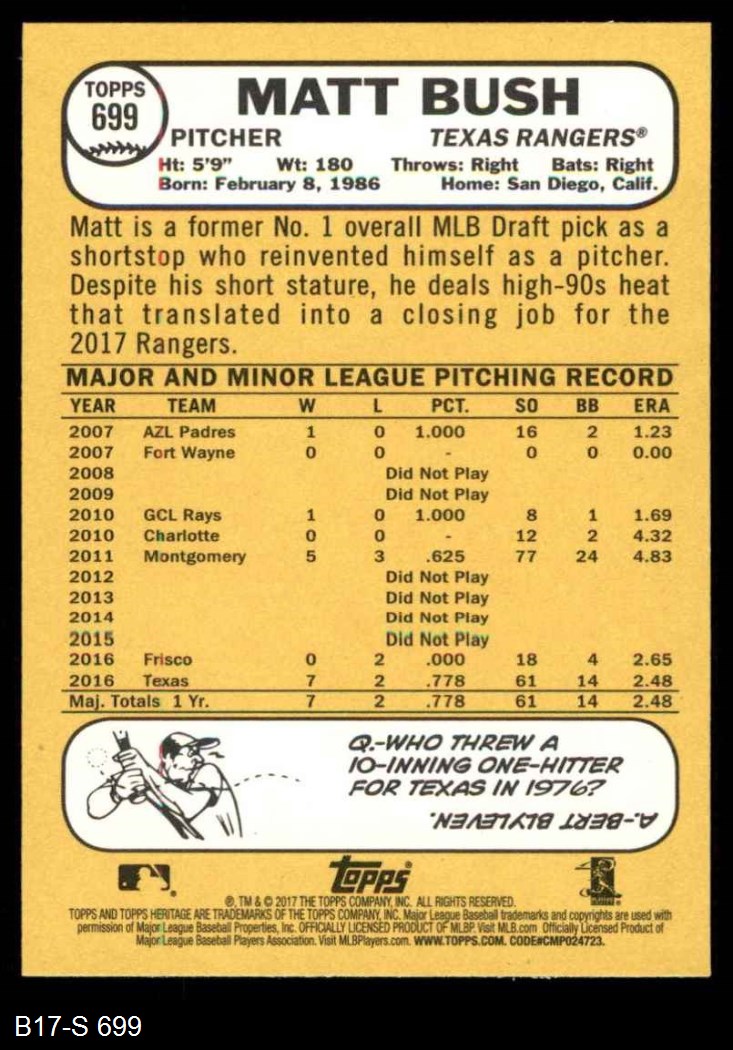 TOPPS
699
MATT BUSH
PITCHER TEXAS RANGERS®
Ht: 5'9" Wt: 180 Throws: Right Bats: Right
Born: February 8, 1986 Home: San Diego, Calif.
Matt is a former No. 1 overall MLB Draft pick as a
shortstop who reinvented himself as a pitcher.
Despite his short stature, he deals high-90s heat
that translated into a closing job for the
2017 Rangers.
MAJOR AND MINOR LEAGUE PITCHING RECORD
YEAR TEAM W L PCT. SO BB ERA
2007 AZL Padres 1 0 1.000 16 2 1.23
2007 Fort Wayne 0 0 - 0 0 0.00
2008 Did Not Play
2009 Did Not Play
2010 GCL Rays 1 0 1.000 8 1 1.69
2010 Charlotte 0 0 - 12 2 4.32
2011 Montgomery 5 3 .625 77 24 4.83
2012 Did Not Play
2013 Did Not Play
2014 Did Not Play
2015 Did Not Play
2016 Frisco 0 2 .000 18 4 2.65
2016 Texas 7 2 .778 61 14 2.48
Maj. Totals 1 Yr. 7 2 .778 61 14 2.48
Q.-WHO THREW A
10-INNING ONE-HITTER
FOR TEXAS IN 1976?
A.-BERT BLYLEVEN.
Topps®
®, TM & © 2017 THE TOPPS COMPANY, INC. ALL RIGHTS RESERVED.
TOPPS AND TOPPS HERITAGE ARE TRADEMARKS OF THE TOPPS COMPANY, INC. Major League Baseball trademarks and copyrights are used with
permission of Major League Baseball Properties, Inc. OFFICIALLY LICENSED PRODUCT OF MLBP. Visit MLB.com Officially Licensed Product of
Major League Baseball Players Association. Visit MLBPlayers.com. WWW.TOPPS.COM. CODE#CMP024723.
B17-S 699